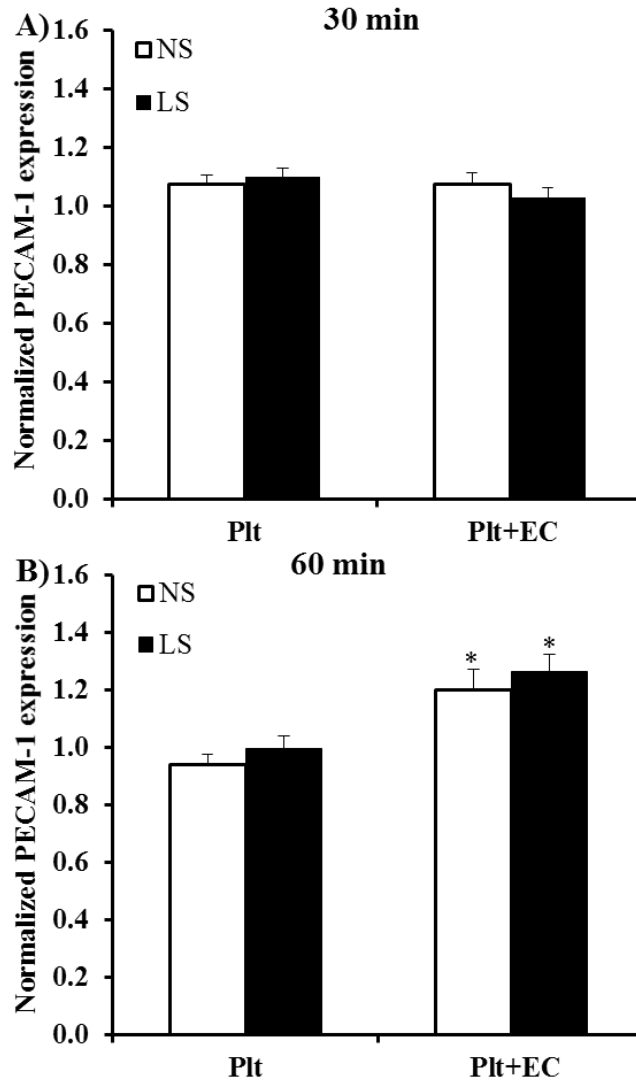 A)
30 min
Normalized PECAM-1 expression
1.6
1.4
1.2
1.0
0.8
0.6
0.4
0.2
0.0
NS
LS
Plt
Plt+EC
B)
60 min
Normalized PECAM-1 expression
1.6
1.4
1.2
1.0
0.8
0.6
0.4
0.2
0.0
NS
LS
* *
Plt
Plt+EC